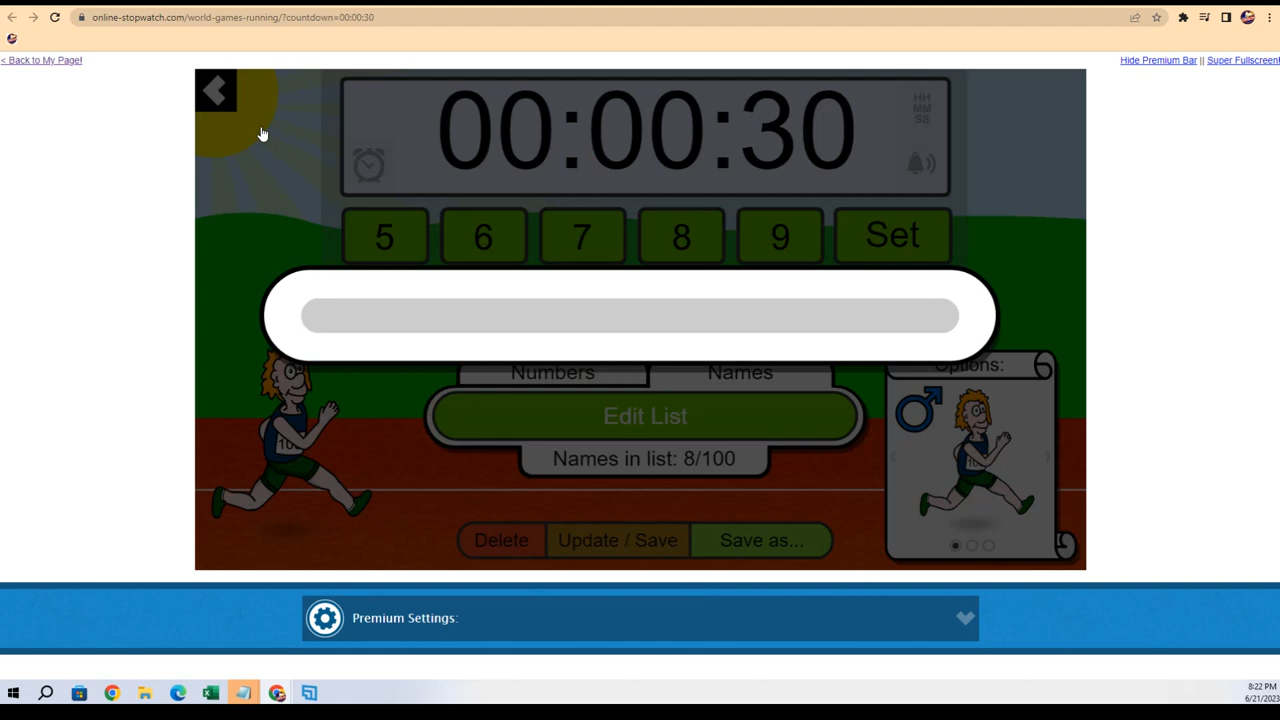 online-stopwatch.com/world-games-running/?countdown=00:00:30
< Back to My Page!
Hide Premium Bar || Super Fullscreen!
00:00:30
HH
MM
SS
5 6 7 8 9 Set
Numbers Names
Options:
Edit List
Names in list: 8/100
Delete Update / Save Save as...
Premium Settings:
8:22 PM
6/21/2023